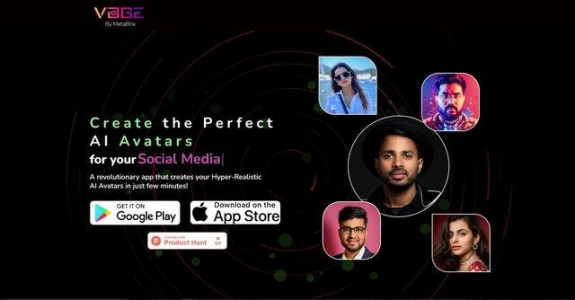 VOGE
By MetaBrix
Create the Perfect
AI Avatars
for your Social Media
A revolutionary app that creates your Hyper-Realistic
AI Avatars in just few minutes!
GET IT ON
Google Play
Download on the
App Store
Product Hunt